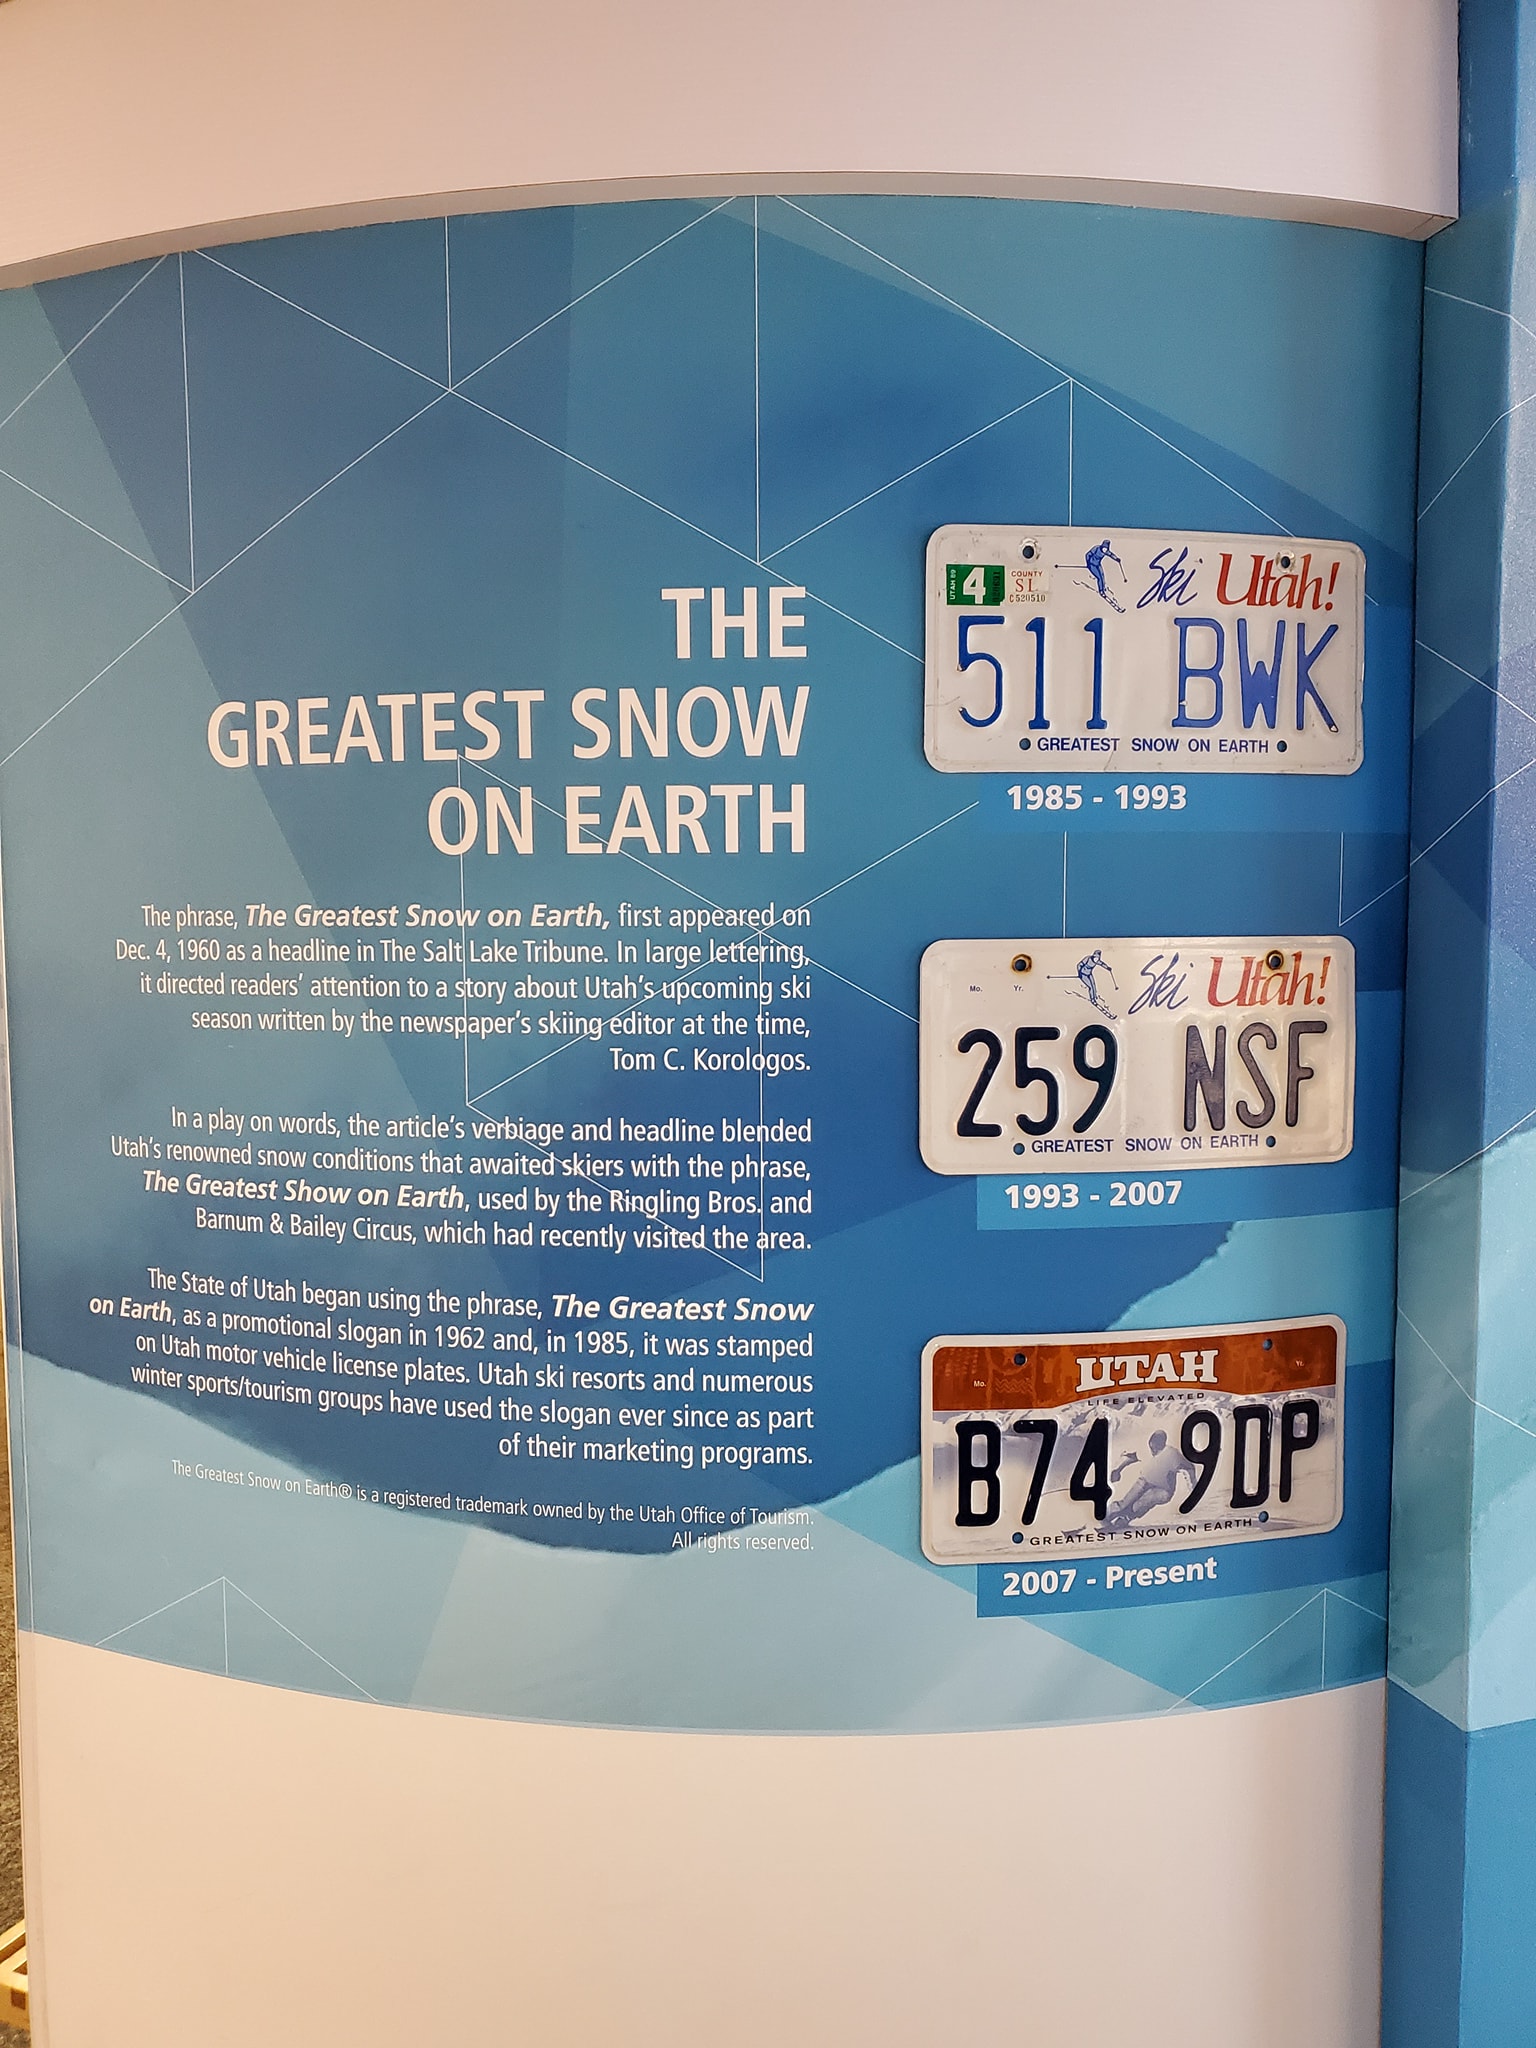 THE
GREATEST SNOW
ON EARTH
The phrase, The Greatest Snow on Earth, first appeared on
Dec. 4, 1960 as a headline in The Salt Lake Tribune. In large lettering,
it directed readers’ attention to a story about Utah’s upcoming ski
season written by the newspaper’s skiing editor at the time,
Tom C. Korologos.
In a play on words, the article’s verbiage and headline blended
Utah’s renowned snow conditions that awaited skiers with the phrase,
The Greatest Show on Earth, used by the Ringling Bros. and
Barnum & Bailey Circus, which had recently visited the area.
The State of Utah began using the phrase, The Greatest Snow
on Earth, as a promotional slogan in 1962 and, in 1985, it was stamped
on Utah motor vehicle license plates. Utah ski resorts and numerous
winter sports/tourism groups have used the slogan ever since as part
of their marketing programs.
The Greatest Snow on Earth® is a registered trademark owned by the Utah Office of Tourism.
All rights reserved.
UTAH 89
4
COUNTY
SL
C520510
Ski Utah!
511 BWK
GREATEST SNOW ON EARTH
1985 - 1993
Mo. Yr.
Ski Utah!
259 NSF
GREATEST SNOW ON EARTH
1993 - 2007
Mo. UTAH Yr.
LIFE ELEVATED
B74 9DP
GREATEST SNOW ON EARTH
2007 - Present